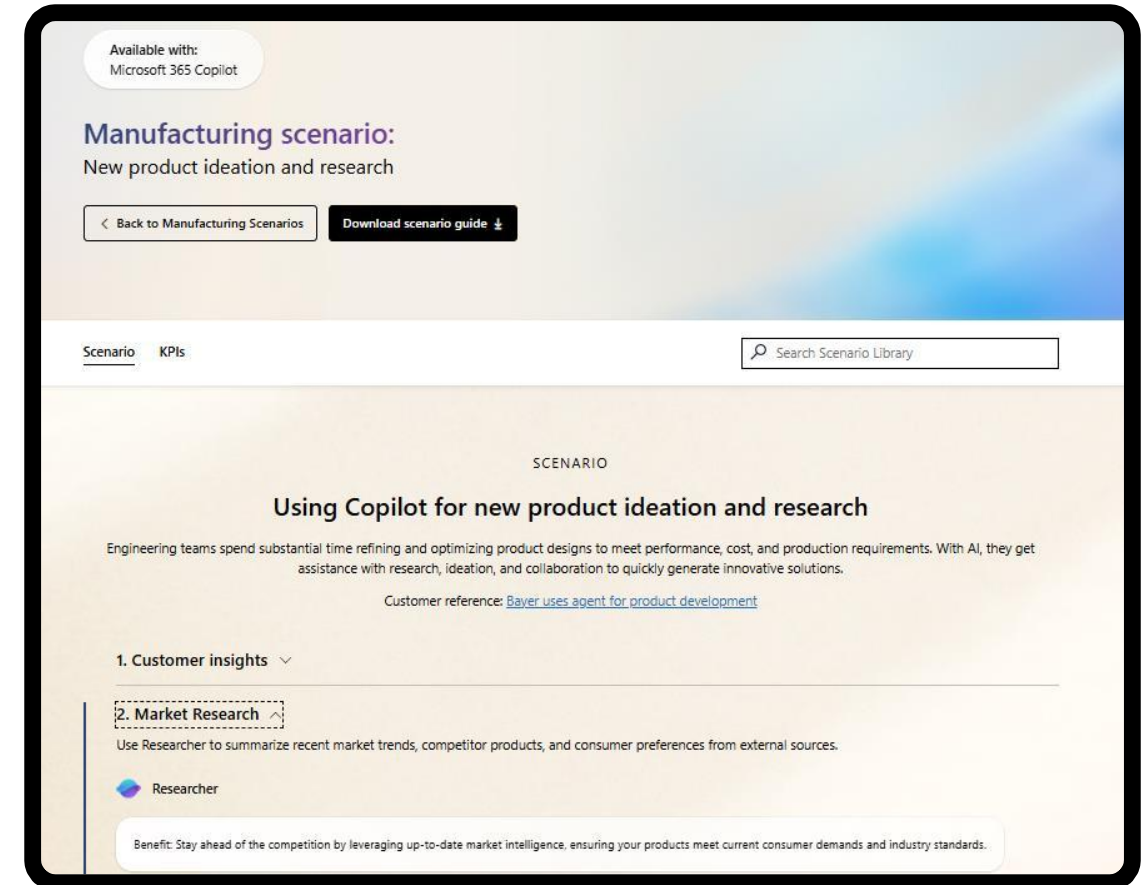 Available with:
Microsoft 365 Copilot
Manufacturing scenario:
New product ideation and research
Back to Manufacturing Scenarios
Download scenario guide
Scenario
KPIs
Search Scenario Library
SCENARIO
Using Copilot for new product ideation and research
Engineering teams spend substantial time refining and optimizing product designs to meet performance, cost, and production requirements. With AI, they get
assistance with research, ideation, and collaboration to quickly generate innovative solutions.
Customer reference: Bayer uses agent for product development
1. Customer insights
2. Market Research
Use Researcher to summarize recent market trends, competitor products, and consumer preferences from external sources.
Researcher
Benefit: Stay ahead of the competition by leveraging up-to-date market intelligence, ensuring your products meet current consumer demands and industry standards.